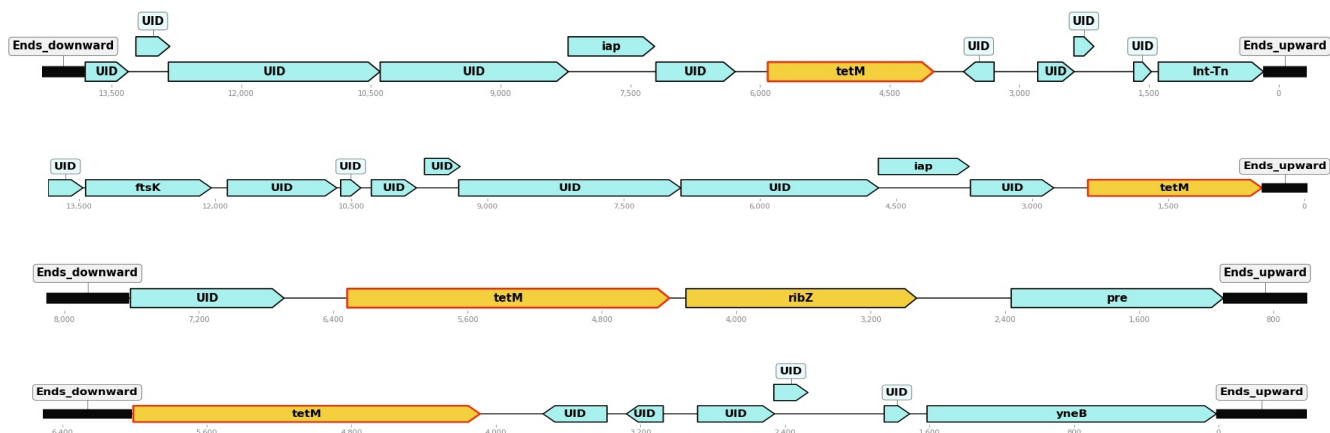 UID UID
Ends_downward iap UID UID Ends_upward
UID UID UID UID tetM UID Int-Tn
13,500 12,000 10,500 9,000 7,500 6,000 4,500 3,000 1,500 0
UID UID UID iap Ends_upward
ftsK UID UID UID UID UID tetM
13,500 12,000 10,500 9,000 7,500 6,000 4,500 3,000 1,500 0
Ends_downward Ends_upward
UID tetM ribZ pre
8,000 7,200 6,400 5,600 4,800 4,000 3,200 2,400 1,600 800
UID
Ends_downward UID Ends_upward
tetM UID UID UID yneB
6,400 5,600 4,800 4,000 3,200 2,400 1,600 800 0